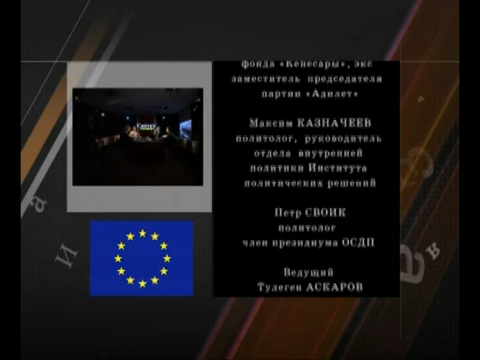 фонда «Кенесары», экс
заместитель председателя
партии «Адилет»
Максим КАЗНАЧЕЕВ
политолог, руководитель
отдела внутренней
политики Института
политических решений
Петр СВОИК
политолог
член президиума ОСДП
Ведущий
Тулеген АСКАРОВ
а
И
в